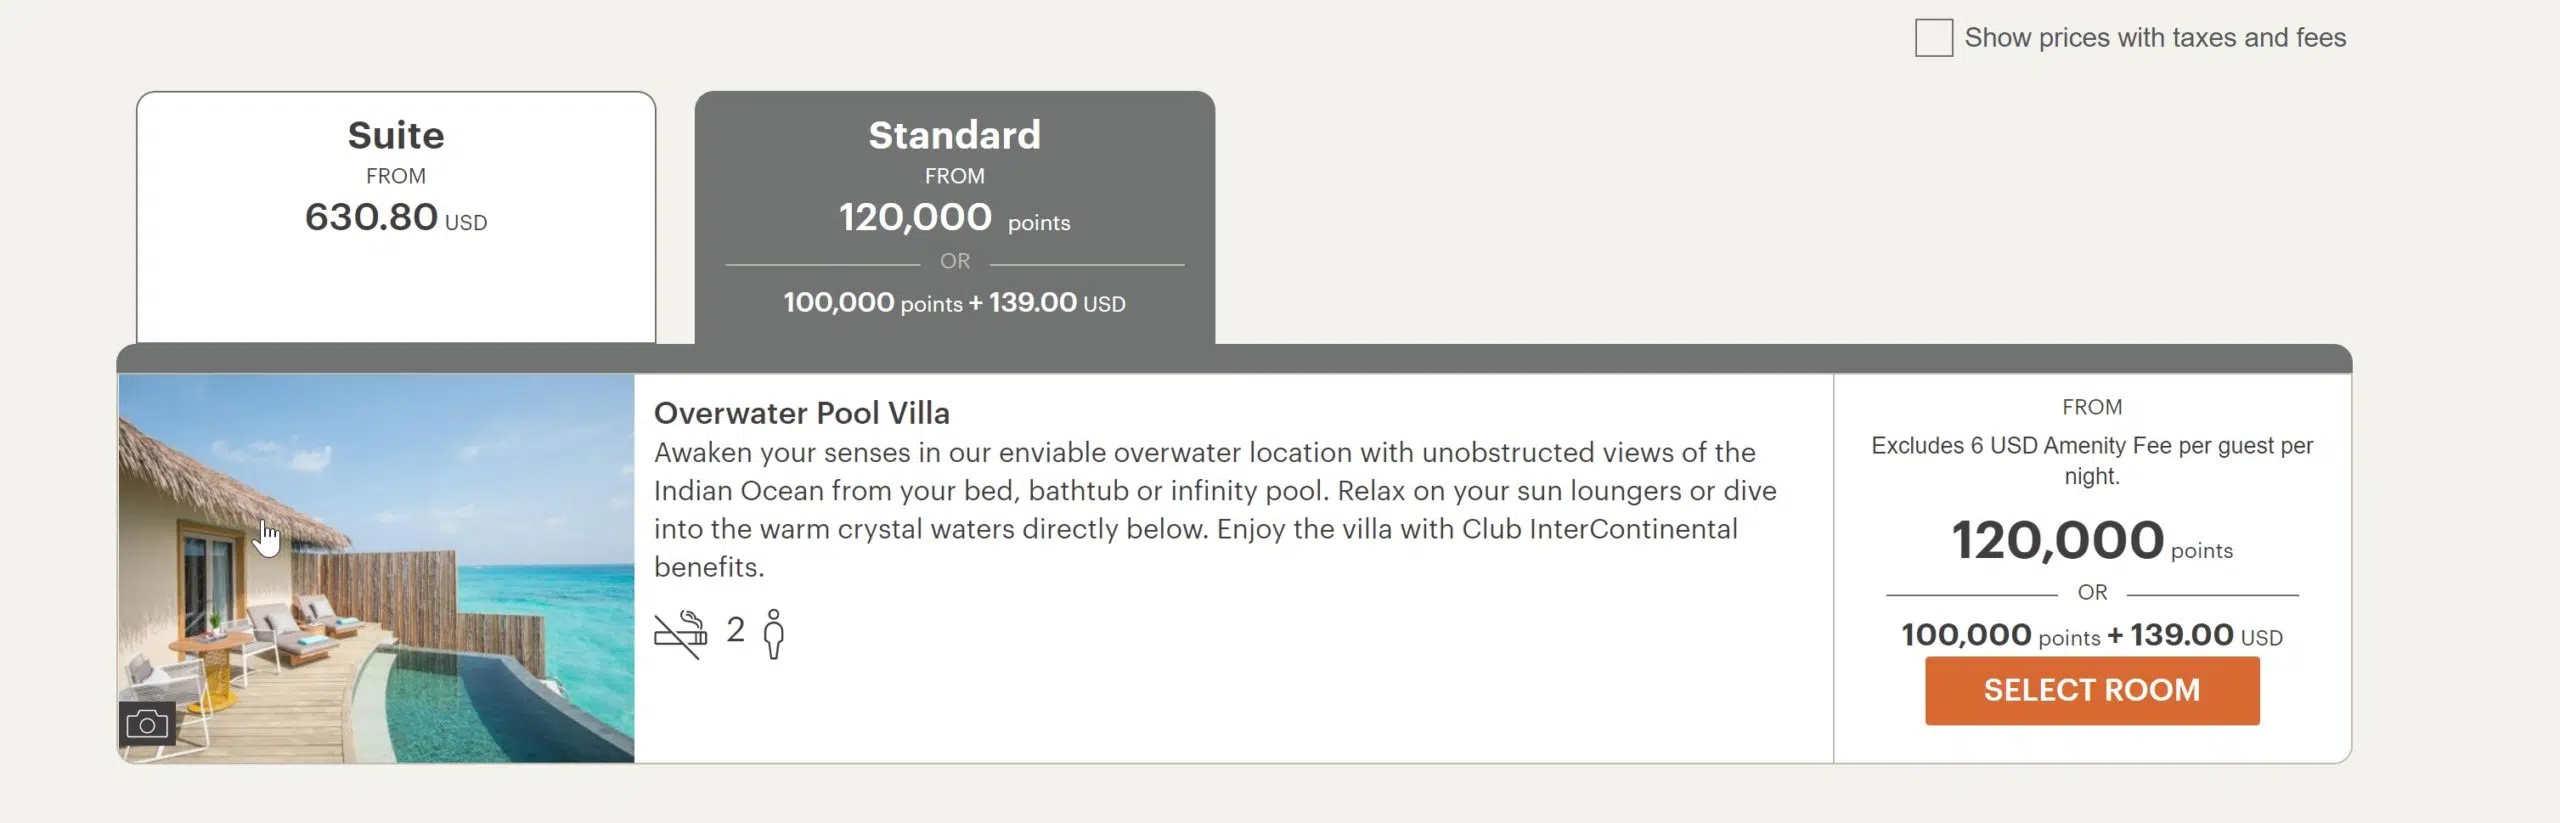 Show prices with taxes and fees
Suite
FROM
630.80 USD
Standard
FROM
120,000 points
OR
100,000 points + 139.00 USD
Overwater Pool Villa
Awaken your senses in our enviable overwater location with unobstructed views of the
Indian Ocean from your bed, bathtub or infinity pool. Relax on your sun loungers or dive
into the warm crystal waters directly below. Enjoy the villa with Club InterContinental
benefits.
2
FROM
Excludes 6 USD Amenity Fee per guest per
night.
120,000 points
OR
100,000 points + 139.00 USD
SELECT ROOM